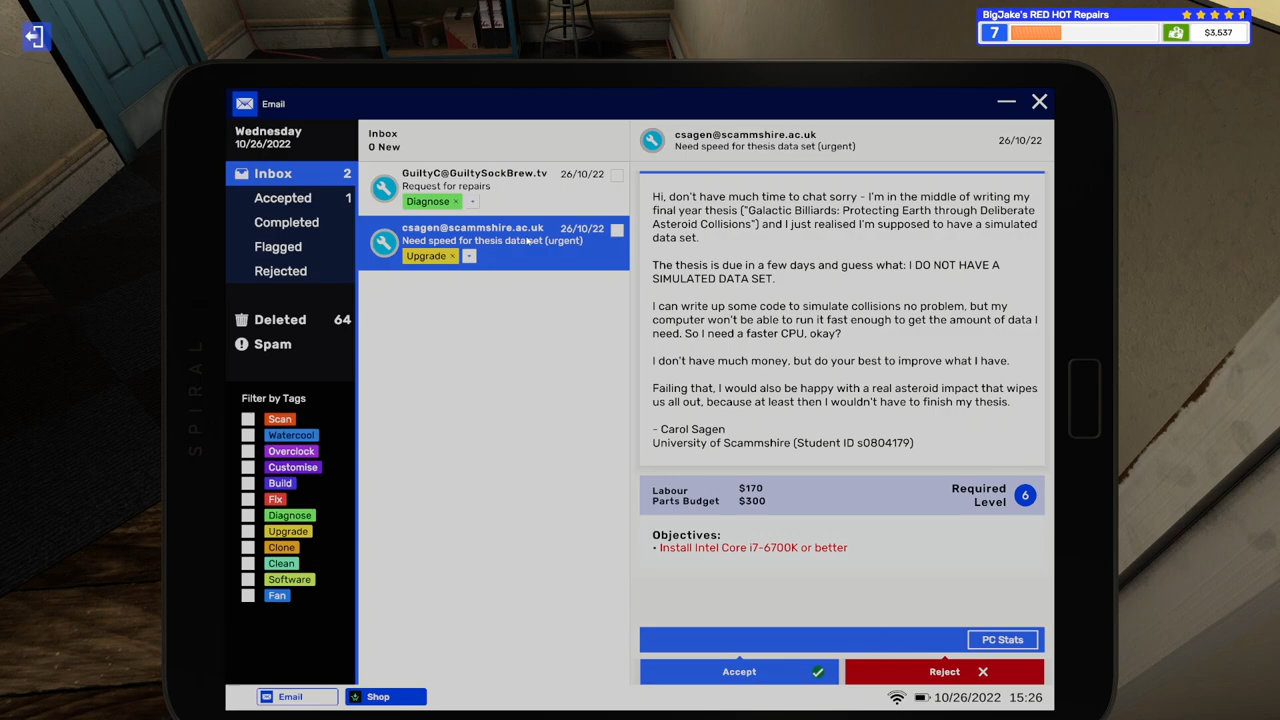 BigJake's RED HOT Repairs
7
$3,537
Email
Wednesday
10/26/2022
Inbox 2
Accepted 1
Completed
Flagged
Rejected
Deleted 64
Spam
Filter by Tags
Scan
Watercool
Overclock
Customise
Build
Fix
Diagnose
Upgrade
Clone
Clean
Software
Fan
Inbox
0 New
GuiltyC@GuiltySockBrew.tv 26/10/22
Request for repairs
Diagnose ×
csagen@scammshire.ac.uk 26/10/22
Need speed for thesis data set (urgent)
Upgrade ×
csagen@scammshire.ac.uk 26/10/22
Need speed for thesis data set (urgent)
Hi, don't have much time to chat sorry - I'm in the middle of writing my
final year thesis ("Galactic Billiards: Protecting Earth through Deliberate
Asteroid Collisions") and I just realised I'm supposed to have a simulated
data set.
The thesis is due in a few days and guess what: I DO NOT HAVE A
SIMULATED DATA SET.
I can write up some code to simulate collisions no problem, but my
computer won't be able to run it fast enough to get the amount of data I
need. So I need a faster CPU, okay?
I don't have much money, but do your best to improve what I have.
Failing that, I would also be happy with a real asteroid impact that wipes
us all out, because at least then I wouldn't have to finish my thesis.
- Carol Sagen
University of Scammshire (Student ID s0804179)
Labour $170
Parts Budget $300
Required
Level 6
Objectives:
• Install Intel Core i7-6700K or better
PC Stats
Accept
Reject
SPIRAL
Email
Shop
10/26/2022 15:26